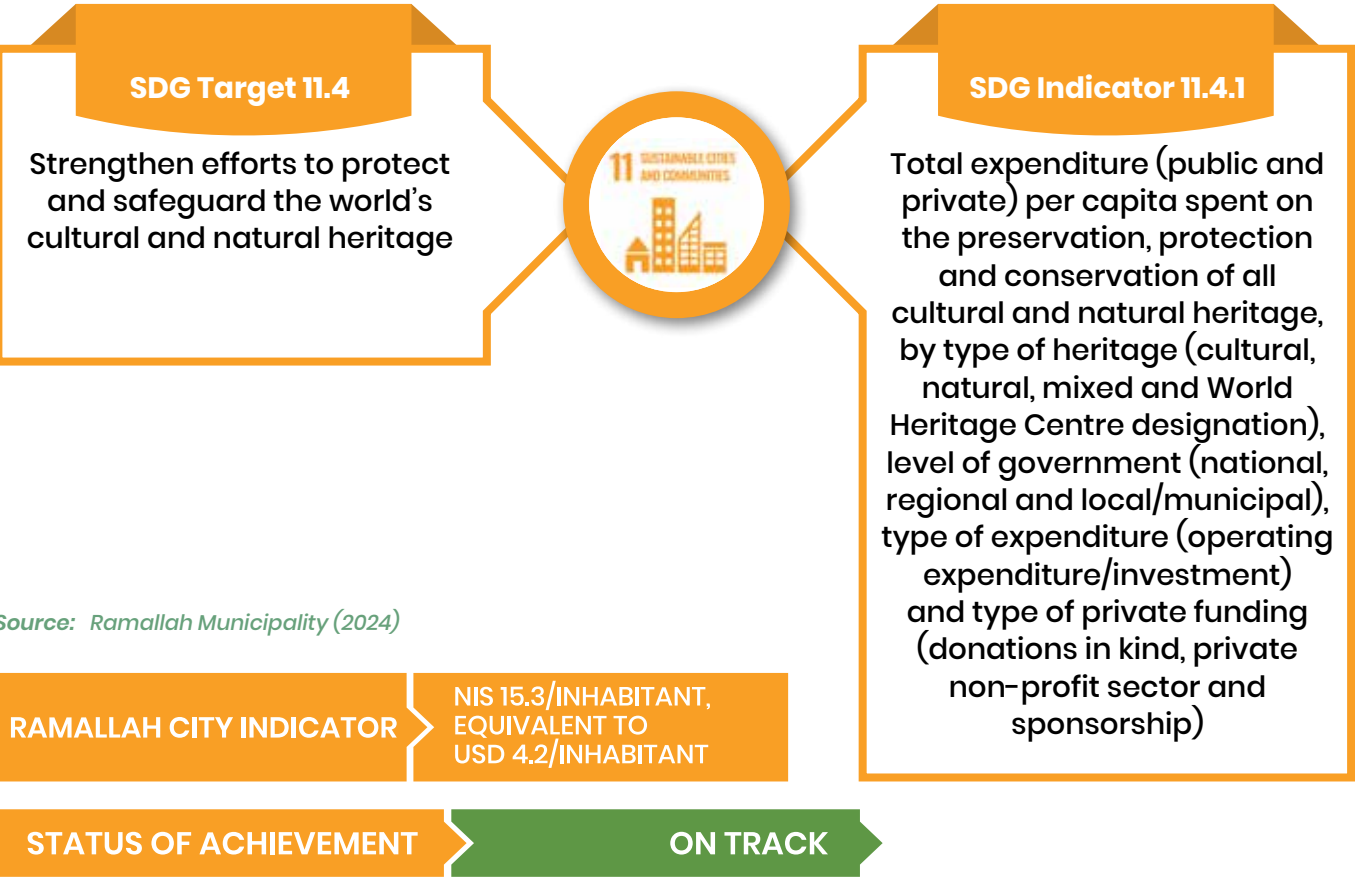 SDG Target 11.4
Strengthen efforts to protect
and safeguard the world's
cultural and natural heritage
11 SUSTAINABLE CITIES
AND COMMUNITIES
SDG Indicator 11.4.1
Total expenditure (public and
private) per capita spent on
the preservation, protection
and conservation of all
cultural and natural heritage,
by type of heritage (cultural,
natural, mixed and World
Heritage Centre designation),
level of government (national,
regional and local/municipal),
type of expenditure (operating
expenditure/investment)
and type of private funding
(donations in kind, private
non-profit sector and
sponsorship)
Source: Ramallah Municipality (2024)
RAMALLAH CITY INDICATOR
NIS 15.3/INHABITANT,
EQUIVALENT TO
USD 4.2/INHABITANT
STATUS OF ACHIEVEMENT
ON TRACK